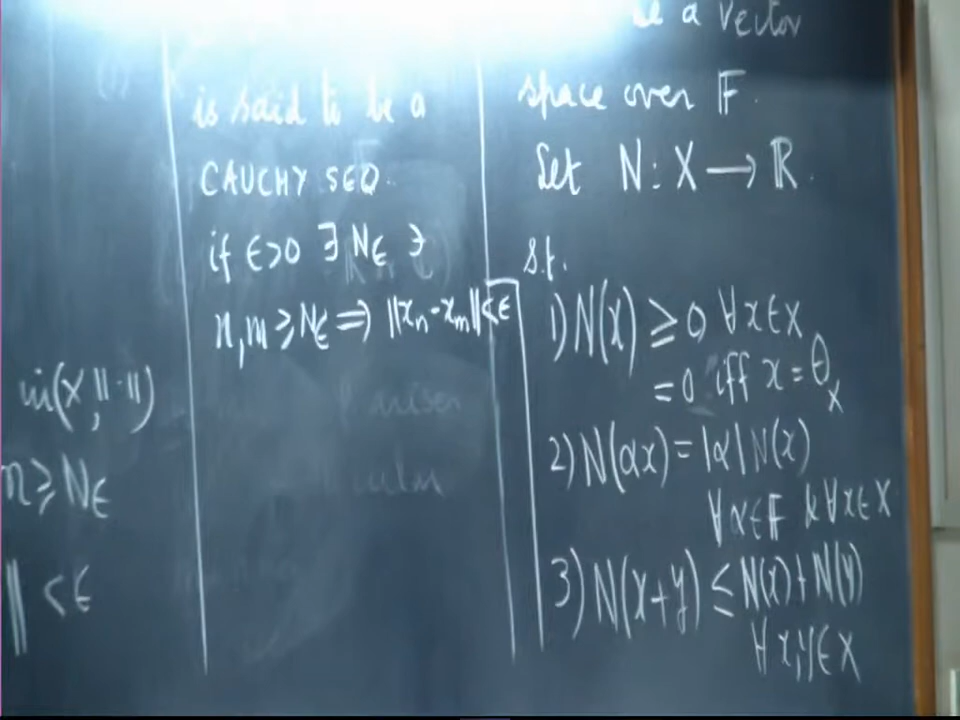 in (X, ‖·‖)
n ≥ Nϵ
‖ < ϵ
is said to be a
CAUCHY SEQ.
if ϵ>0 ∃ Nϵ ∋
n, m ≥ Nϵ ⇒ ‖xₙ - xₘ‖ < ϵ
a Vector
space over 𝔽.
Let N : X → ℝ.
s.t.
1) N(x) ≥ 0 ∀ x ∈ X
= 0 iff x = θ_X
2) N(αx) = |α| N(x)
∀ α ∈ 𝔽 & ∀ x ∈ X
3) N(x+y) ≤ N(x) + N(y)
∀ x, y ∈ X